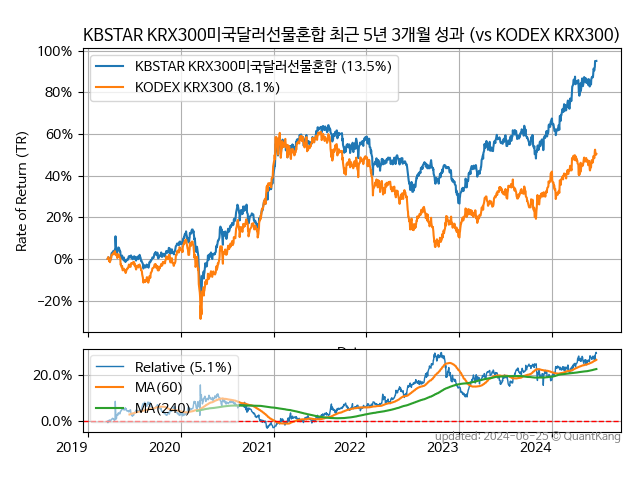 KBSTAR KRX300미국달러선물혼합 최근 5년 3개월 성과 (vs KODEX KRX300)
100%
80%
60%
40%
20%
0%
−20%
Rate of Return (TR)
KBSTAR KRX300미국달러선물혼합 (13.5%)
KODEX KRX300 (8.1%)
20.0%
0.0%
Relative (5.1%)
MA(60)
MA(240)
2019 2020 2021 2022 2023 2024
updated: 2024-06-25 © QuantKang